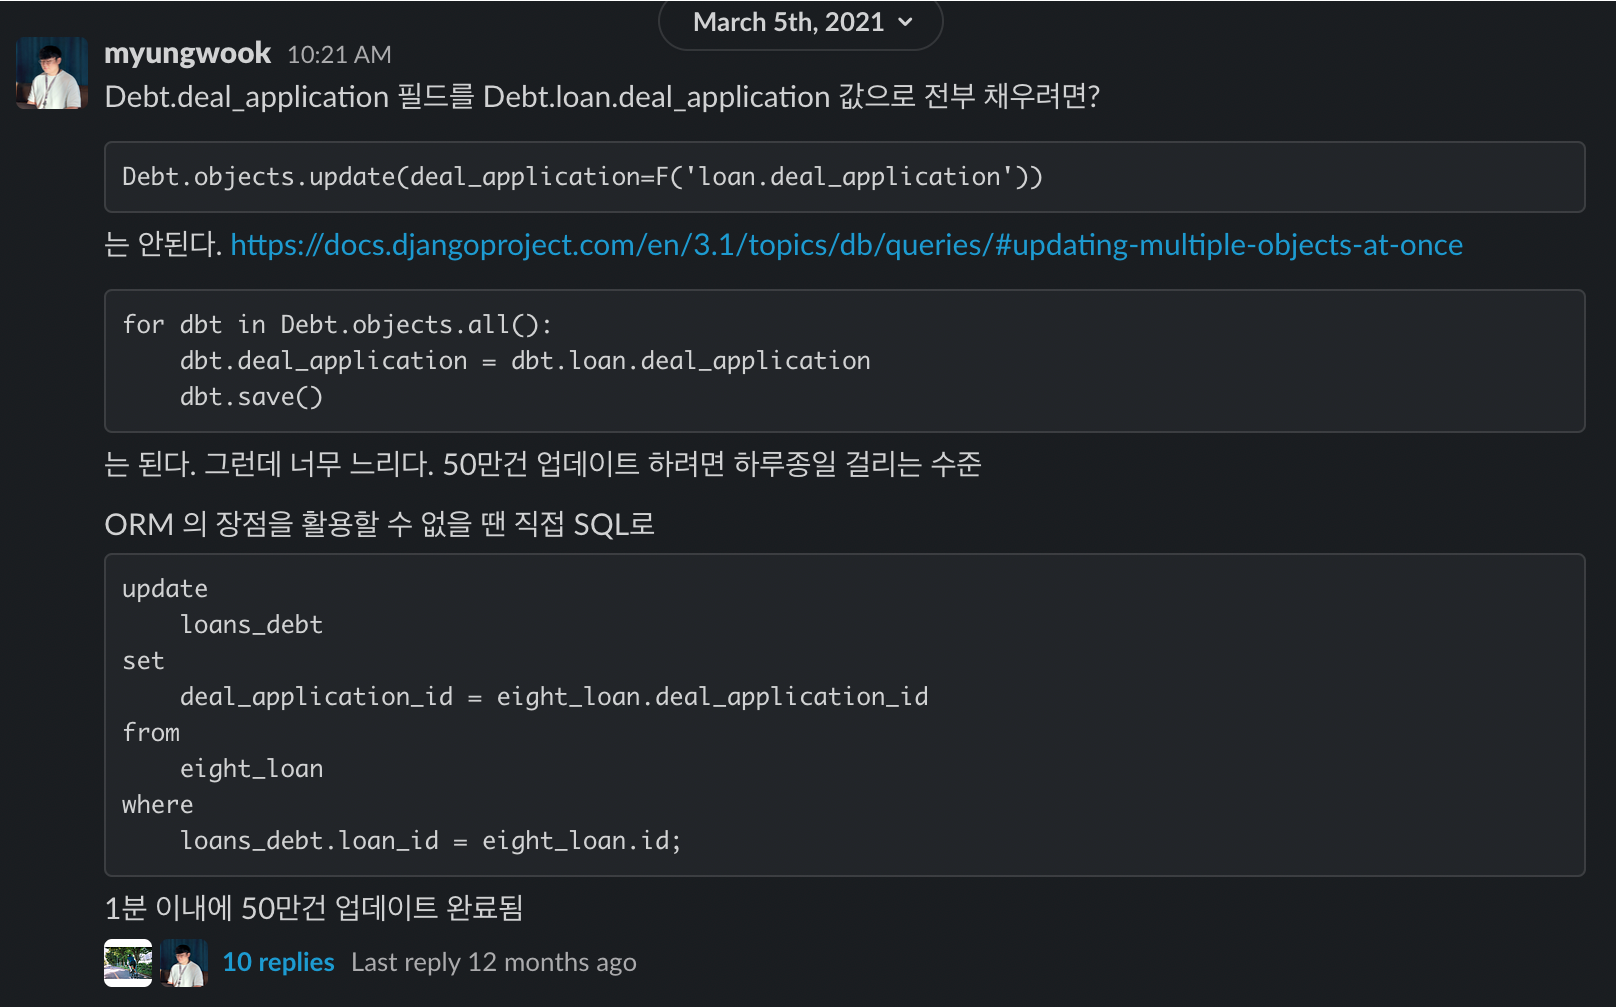 March 5th, 2021
myungwook 10:21 AM
Debt.deal_application 필드를 Debt.loan.deal_application 값으로 전부 채우려면?
Debt.objects.update(deal_application=F('loan.deal_application'))
는 안된다. https://docs.djangoproject.com/en/3.1/topics/db/queries/#updating-multiple-objects-at-once
for dbt in Debt.objects.all():
    dbt.deal_application = dbt.loan.deal_application
    dbt.save()
는 된다. 그런데 너무 느리다. 50만건 업데이트 하려면 하루종일 걸리는 수준
ORM 의 장점을 활용할 수 없을 땐 직접 SQL로
update
    loans_debt
set
    deal_application_id = eight_loan.deal_application_id
from
    eight_loan
where
    loans_debt.loan_id = eight_loan.id;
1분 이내에 50만건 업데이트 완료됨
10 replies Last reply 12 months ago